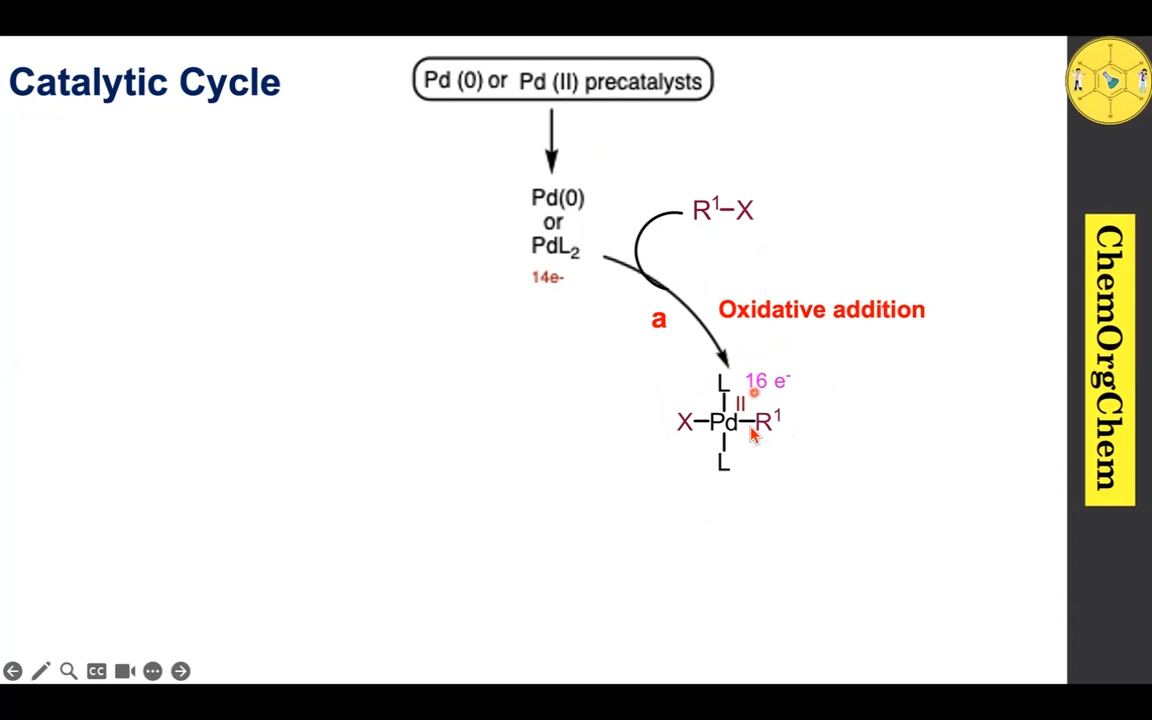 Catalytic Cycle
Pd (0) or Pd (II) precatalysts
Pd(0)
or
PdL₂
14e-
R¹–X
a
Oxidative addition
L
16 e⁻
II
X–Pd–R¹
L
ChemOrgChem
CC